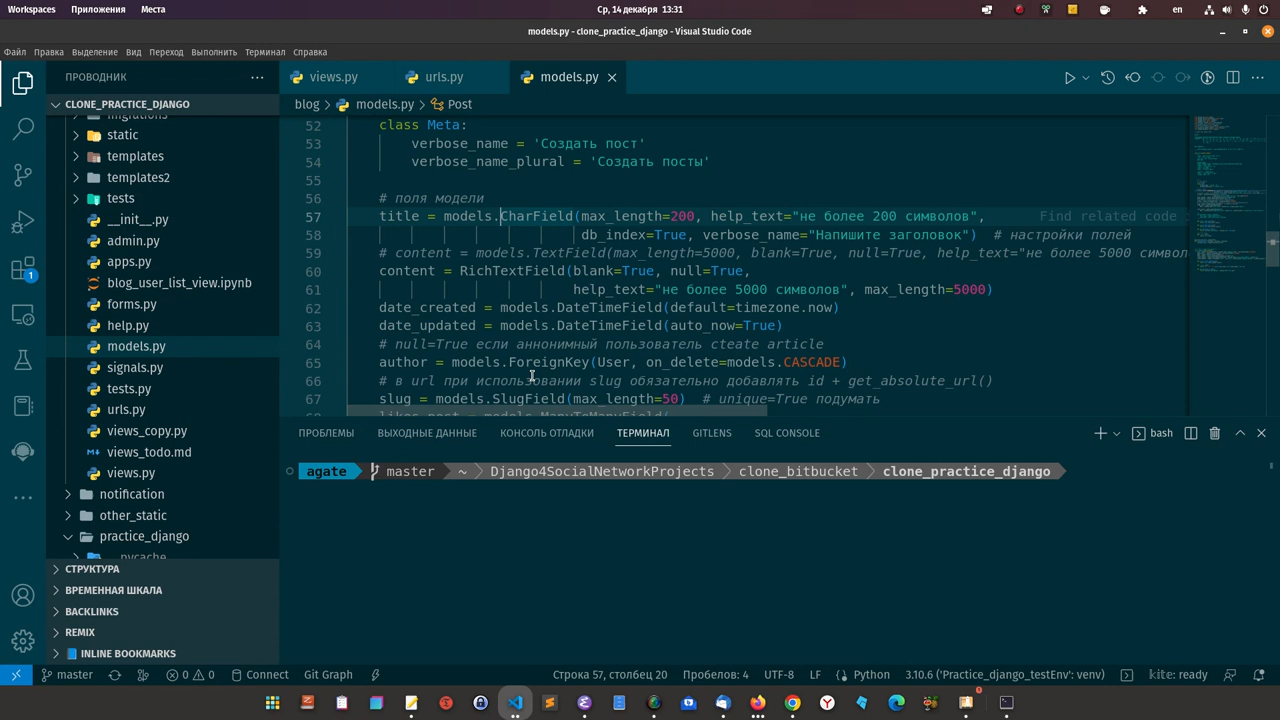 Workspaces Приложения Места
Ср, 14 декабря 13:31
en
models.py - clone_practice_django - Visual Studio Code
Файл Правка Выделение Вид Переход Выполнить Терминал Справка
ПРОВОДНИК
CLONE_PRACTICE_DJANGO
migrations
static
templates
templates2
tests
__init__.py
admin.py
apps.py
blog_user_list_view.ipynb
forms.py
help.py
models.py
signals.py
tests.py
urls.py
views_copy.py
views_todo.md
views.py
notification
other_static
practice_django
__pycache__
СТРУКТУРА
ВРЕМЕННАЯ ШКАЛА
BACKLINKS
REMIX
INLINE BOOKMARKS
1
views.py urls.py models.py
blog > models.py > Post
52 class Meta:
53 verbose_name = 'Создать пост'
54 verbose_name_plural = 'Создать посты'
55
56 # поля модели
57 title = models.CharField(max_length=200, help_text="не более 200 символов", Find related code
58 db_index=True, verbose_name="Напишите заголовок") # настройки полей
59 # content = models.TextField(max_length=5000, blank=True, null=True, help_text="не более 5000 символ
60 content = RichTextField(blank=True, null=True,
61 help_text="не более 5000 символов", max_length=5000)
62 date_created = models.DateTimeField(default=timezone.now)
63 date_updated = models.DateTimeField(auto_now=True)
64 # null=True если аннонимный пользователь cteate article
65 author = models.ForeignKey(User, on_delete=models.CASCADE)
66 # в url при использовании slug обязательно добавлять id + get_absolute_url()
67 slug = models.SlugField(max_length=50) # unique=True подумать
68 likes_post = models.ManyToManyField(
ПРОБЛЕМЫ ВЫХОДНЫЕ ДАННЫЕ КОНСОЛЬ ОТЛАДКИ ТЕРМИНАЛ GITLENS SQL CONSOLE
bash
agate master ~ Django4SocialNetworkProjects clone_bitbucket clone_practice_django
master 0 0 Connect Git Graph
Строка 57, столбец 20 Пробелов: 4 UTF-8 LF Python 3.10.6 ('Practice_django_testEnv': venv) kite: ready